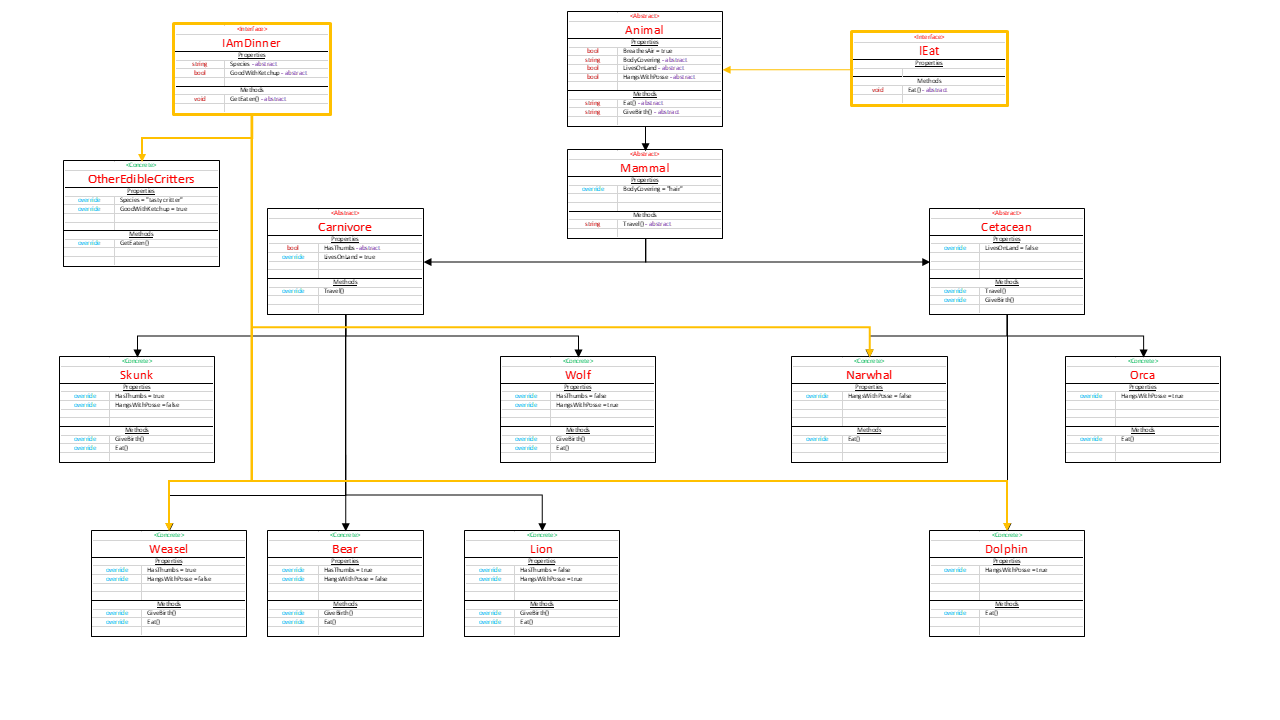 <Interface>
IAmDinner
Properties
string Species - abstract
bool GoodWithKetchup - abstract
Methods
void GetEaten() - abstract
<Abstract>
Animal
Properties
bool BreathesAir = true
string BodyCovering - abstract
bool LivesOnLand - abstract
bool HangsWithPosse - abstract
Methods
string Eat() - abstract
string GiveBirth() - abstract
<Interface>
IEat
Properties
Methods
void Eat() - abstract
<Concrete>
OtherEdibleCritters
Properties
override Species = "tasty critter"
override GoodWithKetchup = true
Methods
override GetEaten()
<Abstract>
Mammal
Properties
override BodyCovering = "hair"
Methods
string Travel() - abstract
<Abstract>
Carnivore
Properties
bool HasThumbs - abstract
override LivesOnLand = true
Methods
override Travel()
<Abstract>
Cetacean
Properties
override LivesOnLand = false
Methods
override Travel()
override GiveBirth()
<Concrete>
Skunk
Properties
override HasThumbs = true
override HangsWithPosse = false
Methods
override GiveBirth()
override Eat()
<Concrete>
Wolf
Properties
override HasThumbs = false
override HangsWithPosse = true
Methods
override GiveBirth()
override Eat()
<Concrete>
Narwhal
Properties
override HangsWithPosse = false
Methods
override Eat()
<Concrete>
Orca
Properties
override HangsWithPosse = true
Methods
override Eat()
<Concrete>
Weasel
Properties
override HasThumbs = true
override HangsWithPosse = false
Methods
override GiveBirth()
override Eat()
<Concrete>
Bear
Properties
override HasThumbs = true
override HangsWithPosse = false
Methods
override GiveBirth()
override Eat()
<Concrete>
Lion
Properties
override HasThumbs = false
override HangsWithPosse = true
Methods
override GiveBirth()
override Eat()
<Concrete>
Dolphin
Properties
override HangsWithPosse = true
Methods
override Eat()